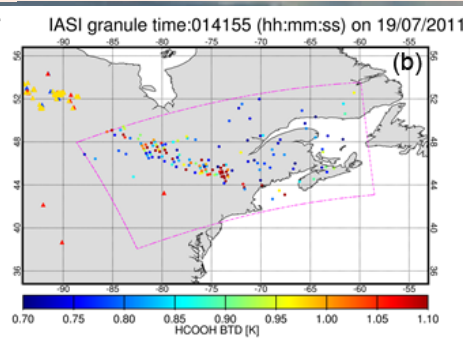 IASI granule time:014155 (hh:mm:ss) on 19/07/2011
-90 -85 -80 -75 -70 -65 -60 -55
(b)
56 56
52 52
48 48
44 44
40 40
36 36
-90 -85 -80 -75 -70 -65 -60 -55
0.70 0.75 0.80 0.85 0.90 0.95 1.00 1.05 1.10
HCOOH BTD [K]